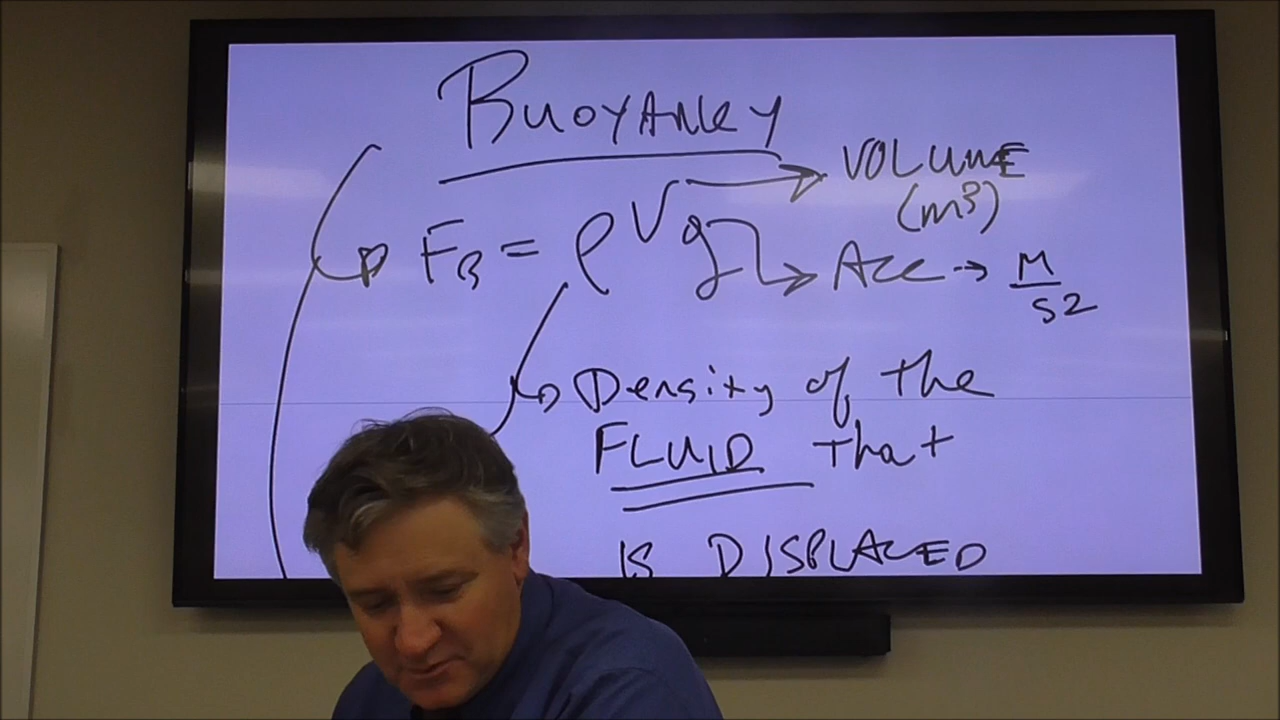 BUOYANCY
VOLUME
(m³)
F_B = ρVg
Acc → M/S2
Density of the
FLUID That
IS DISPLACED